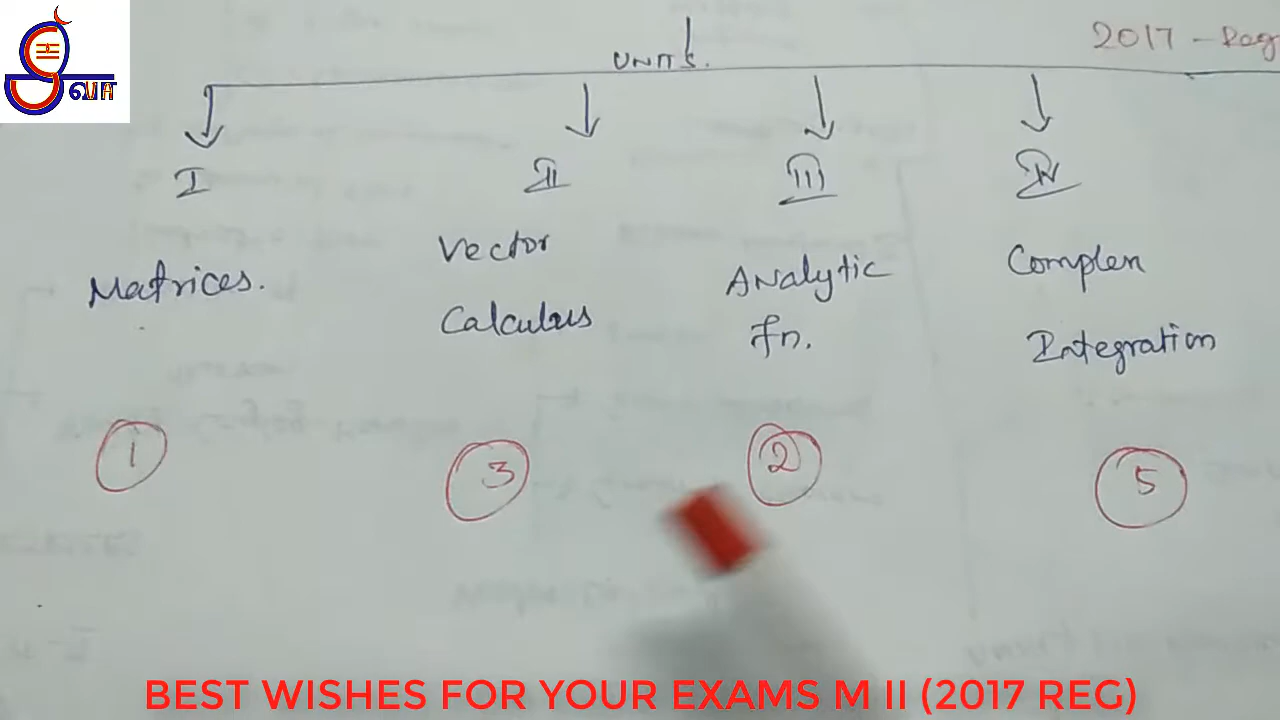 UNITS.
2017 - Reg
I
II
III
IV
Matrices.
Vector
Calculus
Analytic
fn.
Complex
Integration
1
3
2
5
BEST WISHES FOR YOUR EXAMS M II (2017 REG)